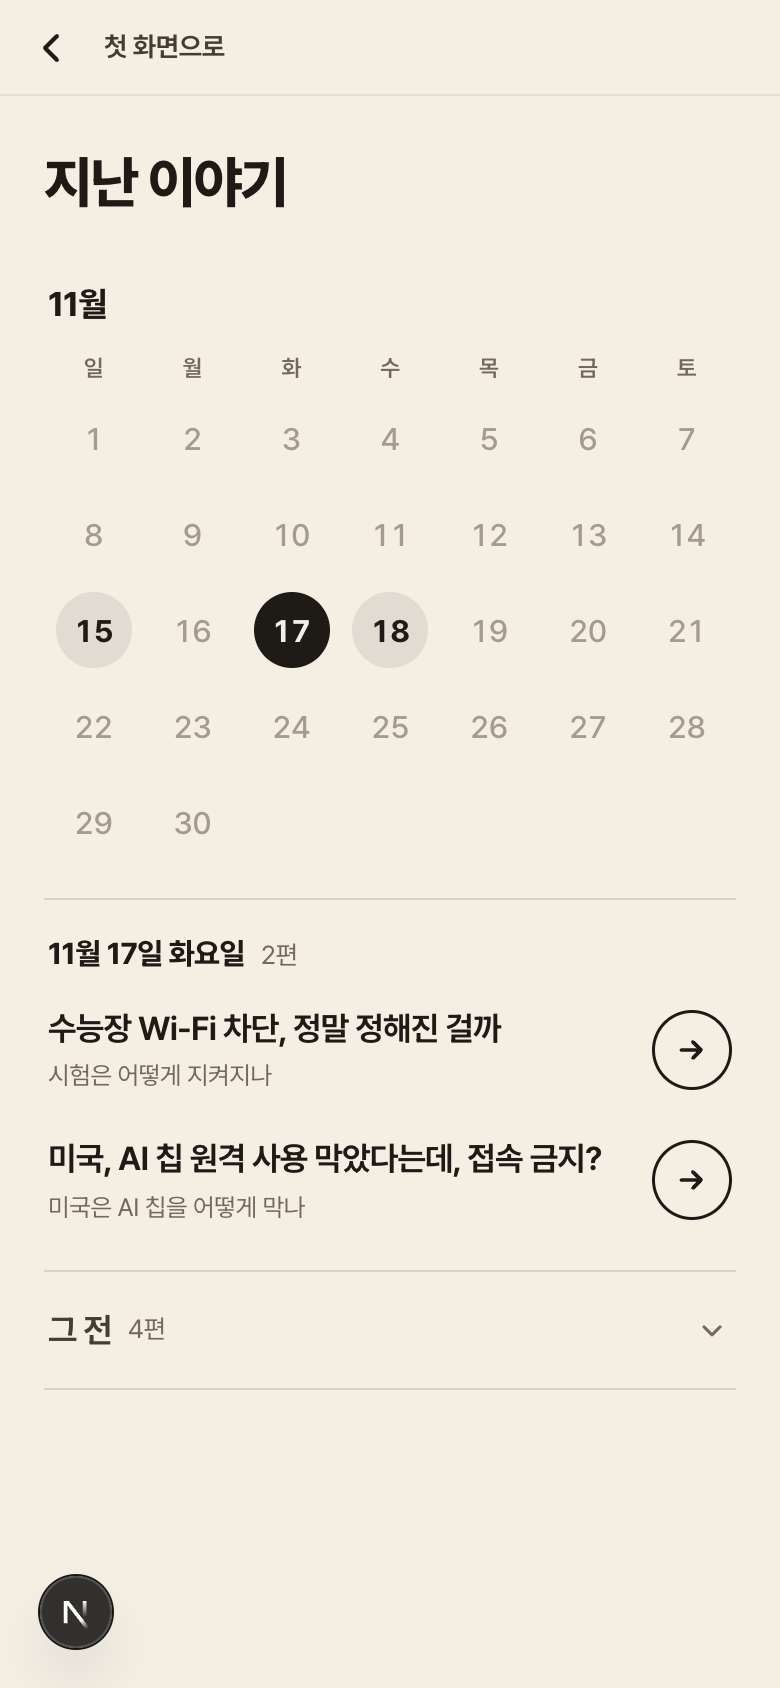 첫 화면으로
지난 이야기
11월
일 월 화 수 목 금 토
1 2 3 4 5 6 7
8 9 10 11 12 13 14
15 16 17 18 19 20 21
22 23 24 25 26 27 28
29 30
11월 17일 화요일 2편
수능장 Wi-Fi 차단, 정말 정해진 걸까
시험은 어떻게 지켜지나
미국, AI 칩 원격 사용 막았다는데, 접속 금지?
미국은 AI 칩을 어떻게 막나
그 전 4편
N